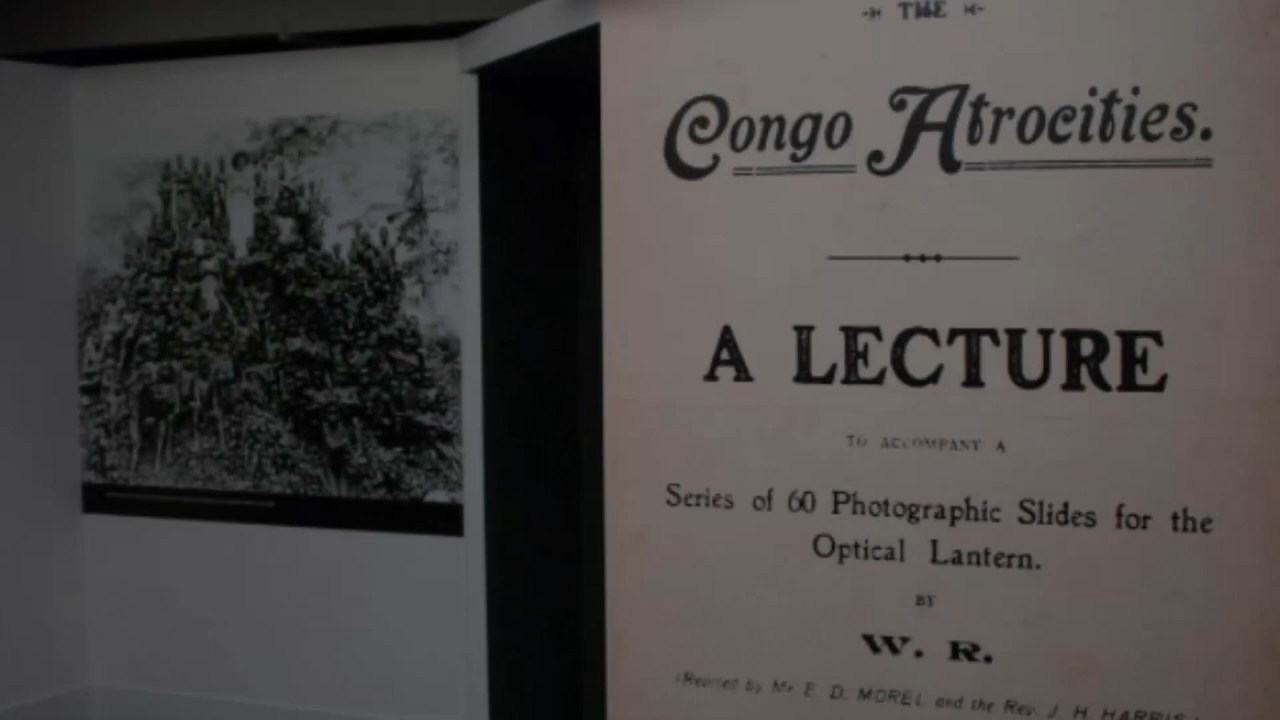 THE
Congo Atrocities.
A LECTURE
TO ACCOMPANY A
Series of 60 Photographic Slides for the
Optical Lantern.
BY
W. R.
(Revised by Mr. E. D. MOREL and the Rev. J. H. HARRIS)